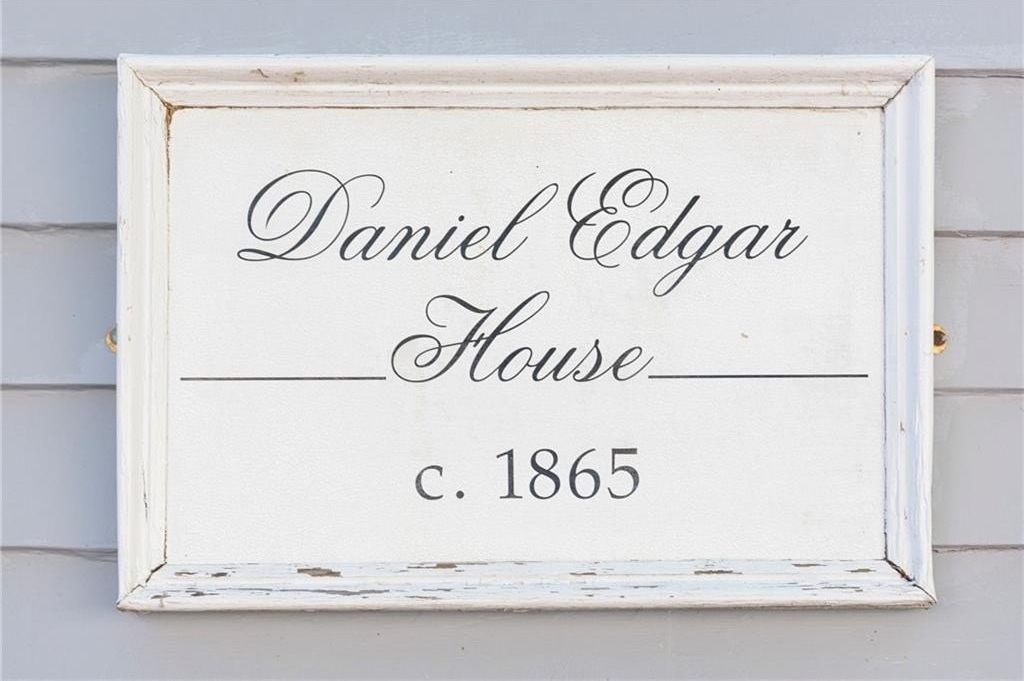 Daniel Edgar
House
c. 1865